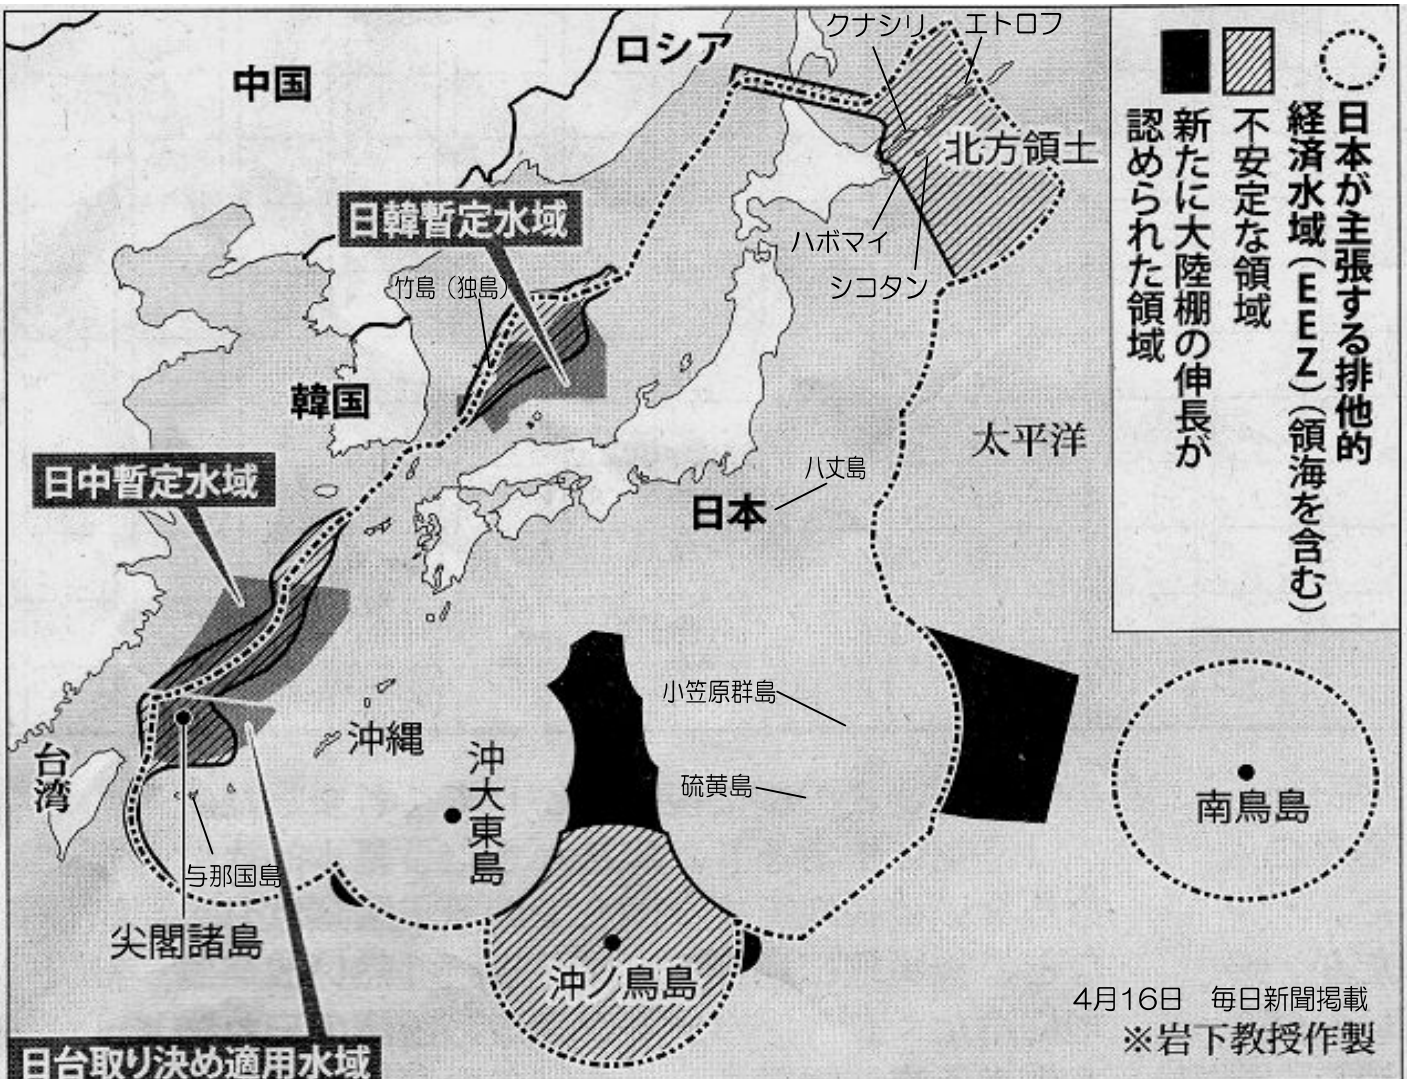 日本が主張する排他的
経済水域(EEZ)(領海を含む)
不安定な領域
新たに大陸棚の伸長が
認められた領域
クナシリ
エトロフ
ロシア
中国
北方領土
日韓暫定水域
ハボマイ
シコタン
竹島(独島)
韓国
太平洋
日中暫定水域
八丈島
日本
小笠原群島
沖縄
沖大東島
台湾
硫黄島
南鳥島
与那国島
尖閣諸島
沖ノ鳥島
4月16日 毎日新聞掲載
※岩下教授作製
日台取り決め適用水域